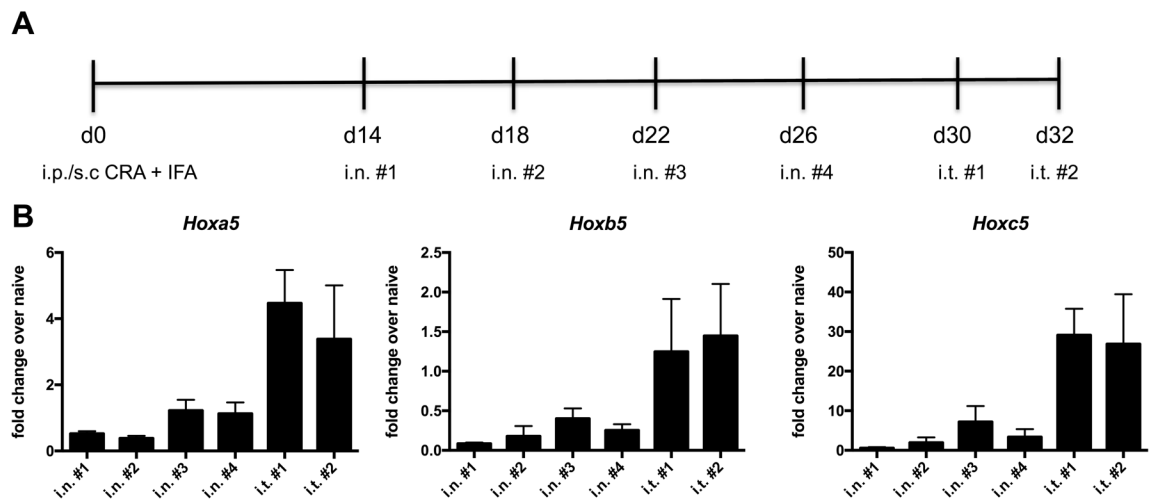 A
d0 d14 d18 d22 d26 d30 d32
i.p./s.c CRA + IFA i.n. #1 i.n. #2 i.n. #3 i.n. #4 i.t. #1 i.t. #2
B
Hoxa5
fold change over naive
6
4
2
0
i.n. #1 i.n. #2 i.n. #3 i.n. #4 i.t. #1 i.t. #2
Hoxb5
fold change over naive
2.5
2.0
1.5
1.0
0.5
0.0
i.n. #1 i.n. #2 i.n. #3 i.n. #4 i.t. #1 i.t. #2
Hoxc5
fold change over naive
50
40
30
20
10
0
i.n. #1 i.n. #2 i.n. #3 i.n. #4 i.t. #1 i.t. #2